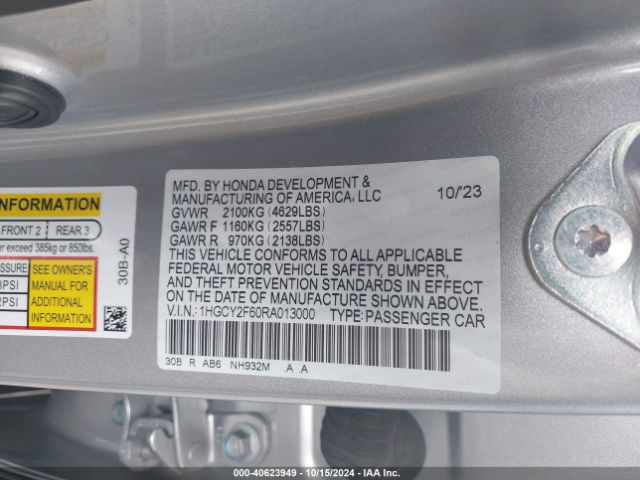 MFD. BY HONDA DEVELOPMENT &
MANUFACTURING OF AMERICA, LLC 10/'23
GVWR 2100KG (4629LBS)
GAWR F 1160KG (2557LBS)
GAWR R 970KG (2138LBS)
THIS VEHICLE CONFORMS TO ALL APPLICABLE
FEDERAL MOTOR VEHICLE SAFETY, BUMPER,
AND THEFT PREVENTION STANDARDS IN EFFECT
ON THE DATE OF MANUFACTURE SHOWN ABOVE.
V.I.N.: 1HGCY2F60RA013000 TYPE: PASSENGER CAR
30B R AB6 NH932M .A .A
INFORMATION
FRONT 2 REAR 3
exceed 385kg or 850lbs.
SEE OWNER'S
MANUAL FOR
ADDITIONAL
INFORMATION
PSI
PSI
30B-A0
000-40623949 - 10/15/2024 - IAA Inc.